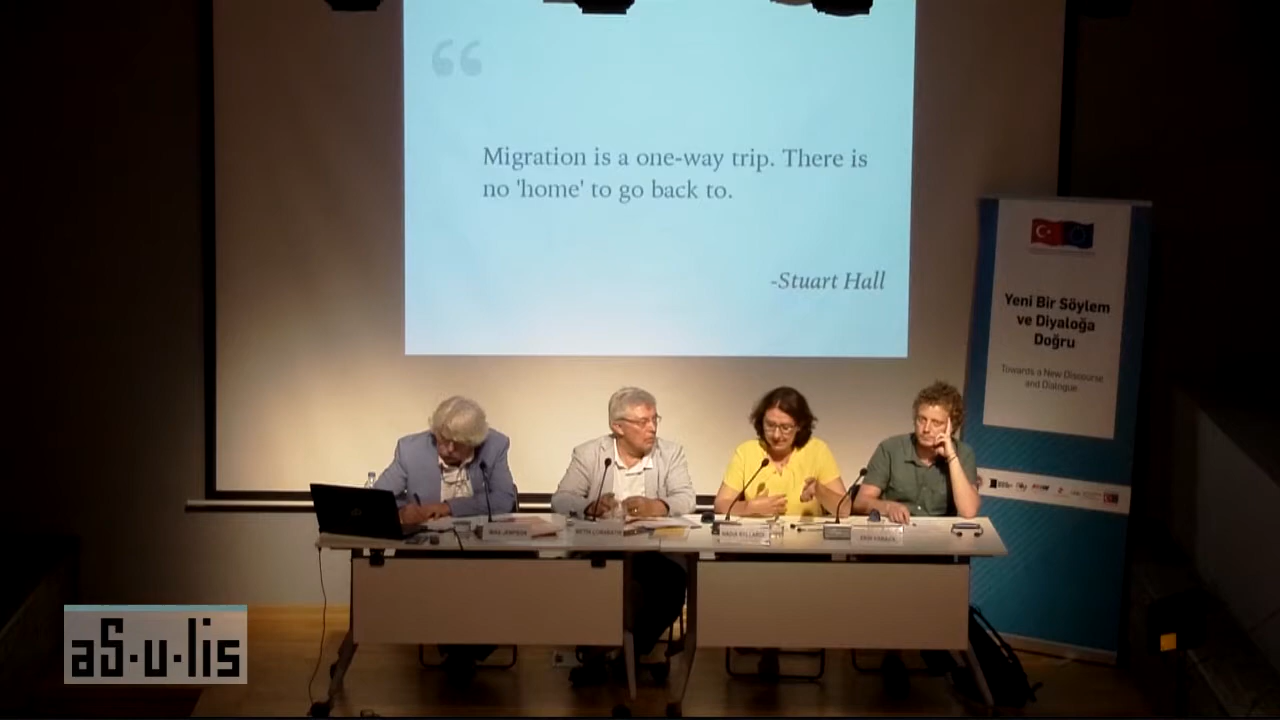 “
Migration is a one-way trip. There is
no 'home' to go back to.
-Stuart Hall
Yeni Bir Söylem
ve Diyaloğa
Doğru
Towards a New Discourse
and Dialogue
aS·u·lis